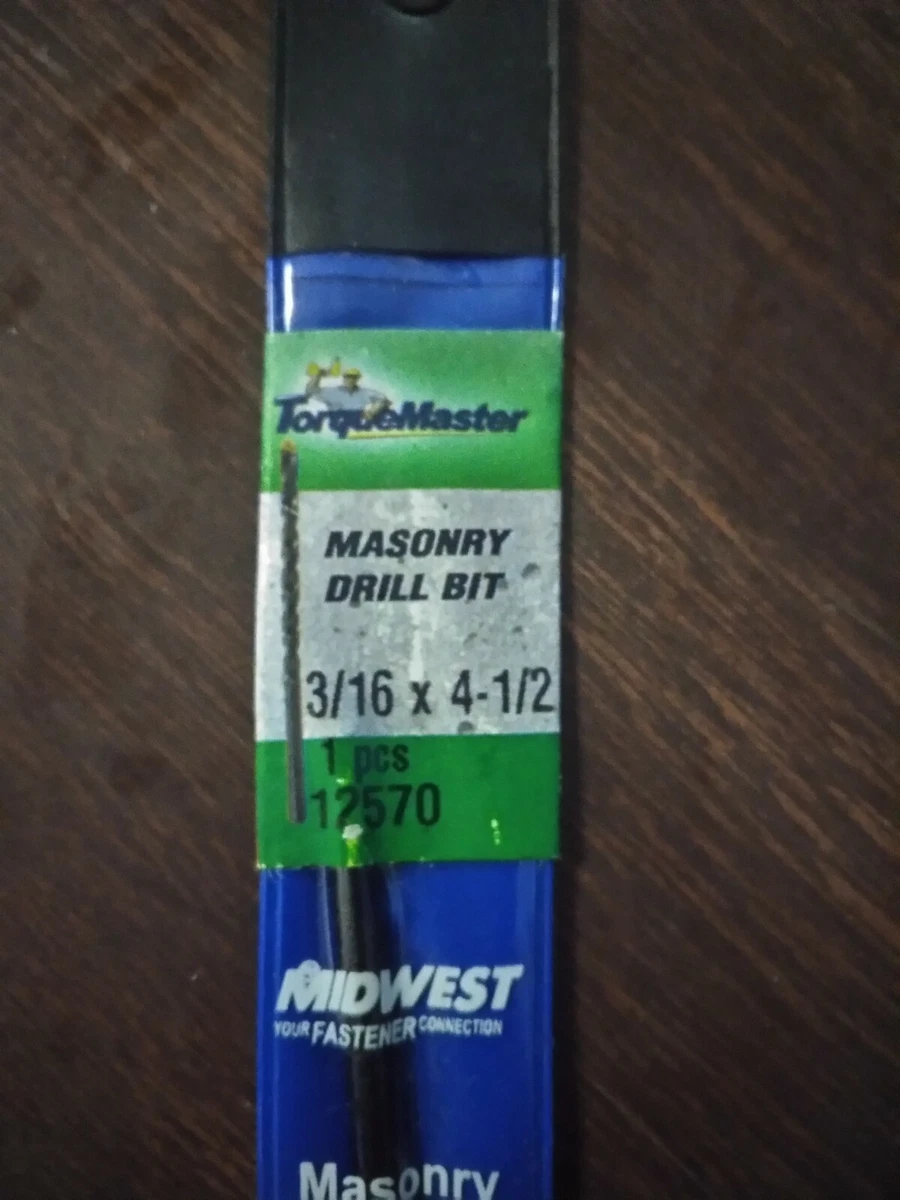 TorqueMaster
MASONRY
DRILL BIT
3/16 x 4-1/2
1 pcs
12570
MIDWEST
YOUR FASTENER CONNECTION
Masonry